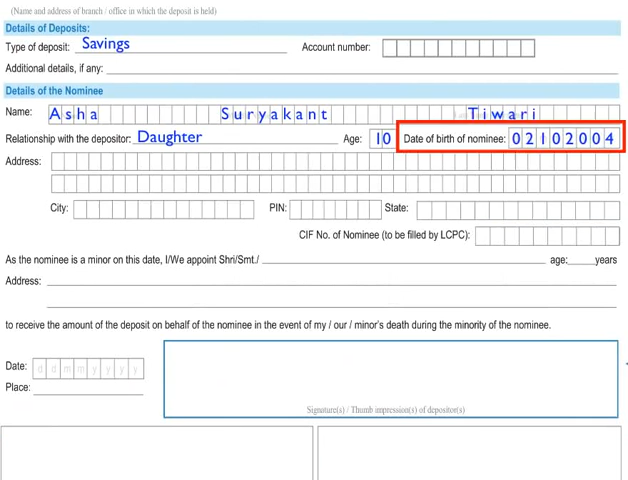 (Name and address of branch / office in which the deposit is held)
Details of Deposits:
Type of deposit: Savings Account number:
Additional details, if any:
Details of the Nominee
Name: Asha Suryakant Tiwari
Relationship with the depositor: Daughter Age: 10 Date of birth of nominee: 02102004
Address:
City: PIN: State:
CIF No. of Nominee (to be filled by LCPC):
As the nominee is a minor on this date, I/We appoint Shri/Smt./ age: years
Address:
to receive the amount of the deposit on behalf of the nominee in the event of my / our / minor's death during the minority of the nominee.
Date: d d m m y y y y
Place:
Signature(s) / Thumb impression(s) of depositor(s)